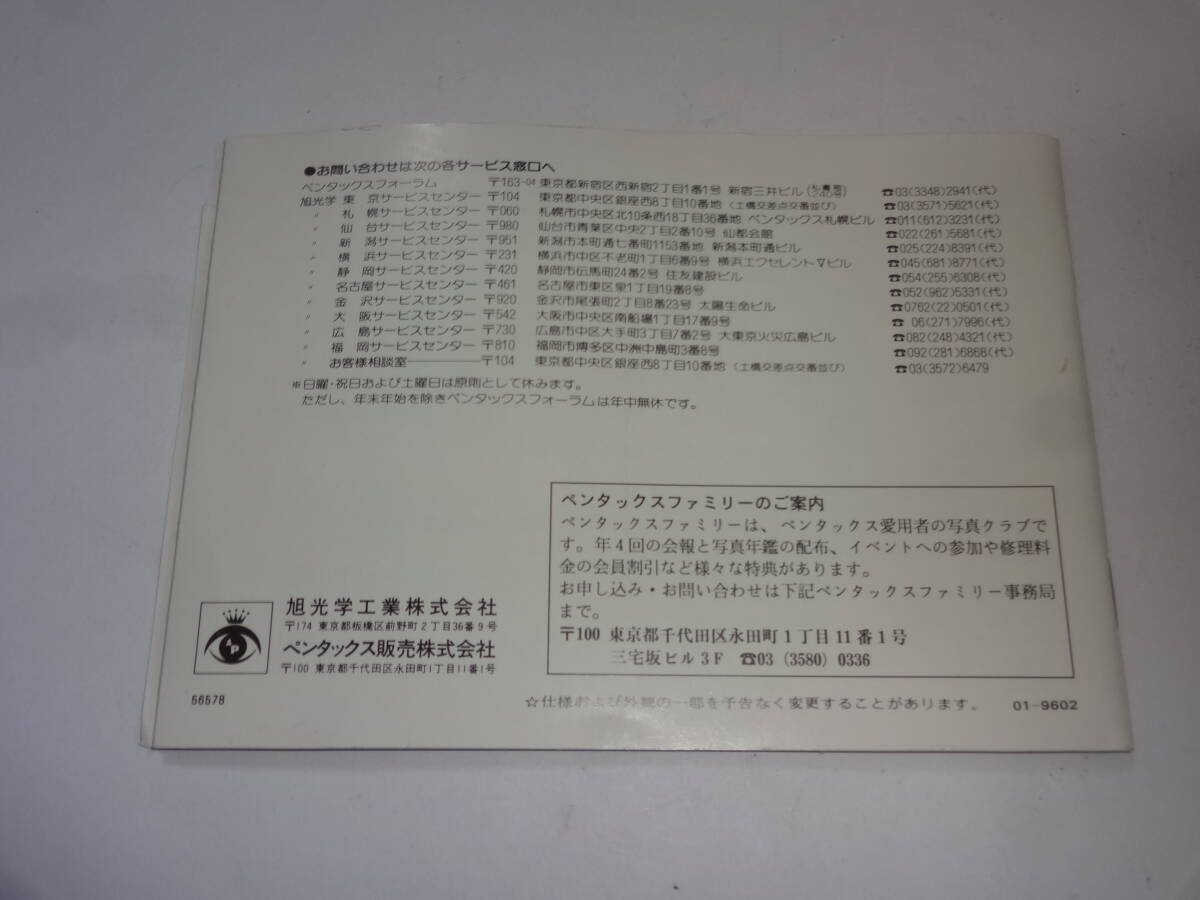 ●お問い合わせは次の各サービス窓口へ
ペンタックスフォーラム 〒163-04 東京都新宿区西新宿2丁目1番1号 新宿三井ビル ☎03(3348)2941(代)
旭光学 東 京サービスセンター 〒104 東京都中央区銀座西8丁目10番地 (土橋交差点交番並び) ☎03(3571)5621(代)
〃 札 幌サービスセンター 〒060 札幌市中央区北10条西18丁目36番地 ペンタックス札幌ビル ☎011(612)3231(代)
〃 仙 台サービスセンター 〒980 仙台市青葉区中央2丁目2番10号 仙都会館 ☎022(261)5681(代)
〃 新 潟サービスセンター 〒951 新潟市本町通七番町1153番地 新潟本町通ビル ☎025(224)8391(代)
〃 横 浜サービスセンター 〒231 横浜市中区不老町1丁目6番9号 横浜エクセレントⅤビル ☎045(681)8771(代)
〃 静 岡サービスセンター 〒420 静岡市伝馬町24番2号 住友建設ビル ☎054(255)6308(代)
〃 名古屋サービスセンター 〒461 名古屋市東区泉1丁目19番8号 ☎052(962)5331(代)
〃 金 沢サービスセンター 〒920 金沢市尾張町2丁目8番23号 太陽生命ビル ☎0762(22)0501(代)
〃 大 阪サービスセンター 〒542 大阪市中央区南船場1丁目17番9号 ☎06(271)7996(代)
〃 広 島サービスセンター 〒730 広島市中区大手町3丁目7番2号 大東京火災広島ビル ☎082(248)4321(代)
〃 福 岡サービスセンター 〒810 福岡市博多区中洲中島町3番8号 ☎092(281)6868(代)
〃 お客様相談室――――〒104 東京都中央区銀座西8丁目10番地 (土橋交差点交番並び) ☎03(3572)6479
※日曜・祝日および土曜日は原則として休みます。
ただし、年末年始を除きペンタックスフォーラムは年中無休です。
ペンタックスファミリーのご案内
ペンタックスファミリーは、ペンタックス愛用者の写真クラブで
す。年4回の会報と写真年鑑の配布、イベントへの参加や修理料
金の会員割引など様々な特典があります。
お申し込み・お問い合わせは下記ペンタックスファミリー事務局
まで。
〒100 東京都千代田区永田町1丁目11番1号
三宅坂ビル3F ☎03 (3580) 0336
AP
旭光学工業株式会社
〒174 東京都板橋区前野町2丁目36番9号
ペンタックス販売株式会社
〒100 東京都千代田区永田町1丁目11番1号
56578
☆仕様および外観の一部を予告なく変更することがあります。
01-9602